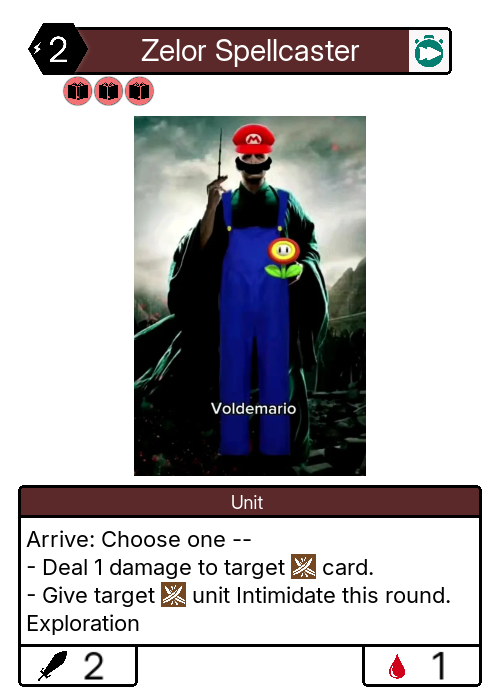 2
Zelor Spellcaster
Voldemario
Unit
Arrive: Choose one --
- Deal 1 damage to target card.
- Give target unit Intimidate this round.
Exploration
2
1